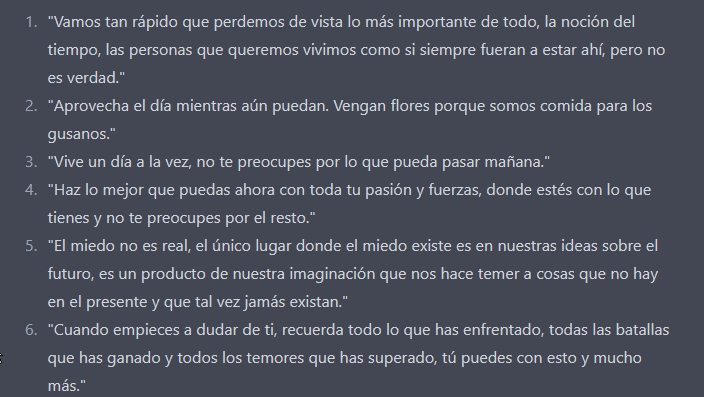 1. "Vamos tan rápido que perdemos de vista lo más importante de todo, la noción del
tiempo, las personas que queremos vivimos como si siempre fueran a estar ahí, pero no
es verdad."
2. "Aprovecha el día mientras aún puedan. Vengan flores porque somos comida para los
gusanos."
3. "Vive un día a la vez, no te preocupes por lo que pueda pasar mañana."
4. "Haz lo mejor que puedas ahora con toda tu pasión y fuerzas, donde estés con lo que
tienes y no te preocupes por el resto."
5. "El miedo no es real, el único lugar donde el miedo existe es en nuestras ideas sobre el
futuro, es un producto de nuestra imaginación que nos hace temer a cosas que no hay
en el presente y que tal vez jamás existan."
6. "Cuando empieces a dudar de ti, recuerda todo lo que has enfrentado, todas las batallas
que has ganado y todos los temores que has superado, tú puedes con esto y mucho
más."